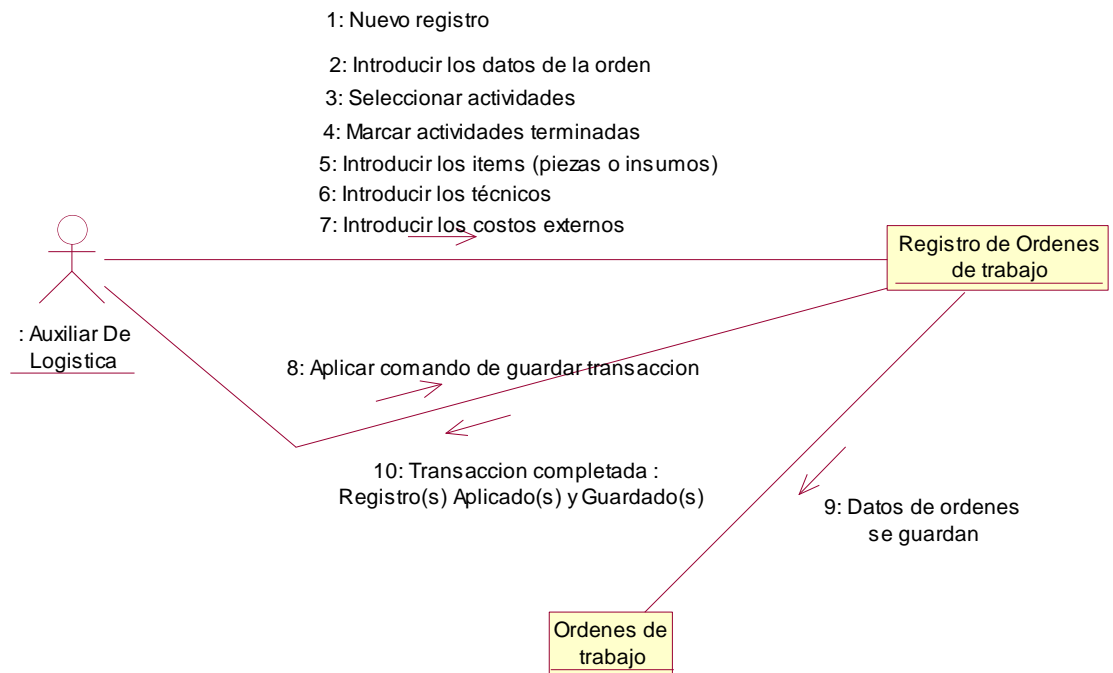 1: Nuevo registro
2: Introducir los datos de la orden
3: Seleccionar actividades
4: Marcar actividades terminadas
5: Introducir los items (piezas o insumos)
6: Introducir los técnicos
7: Introducir los costos externos
Registro de Ordenes
de trabajo
: Auxiliar De
Logistica
8: Aplicar comando de guardar transaccion
10: Transaccion completada :
Registro(s) Aplicado(s) y Guardado(s)
9: Datos de ordenes
se guardan
Ordenes de
trabajo